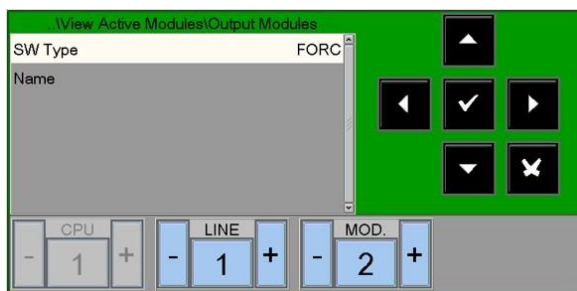 ..\View Active Modules\Output Modules
SW Type FORC
Name
CPU LINE MOD.
- 1 + - 1 + - 2 +